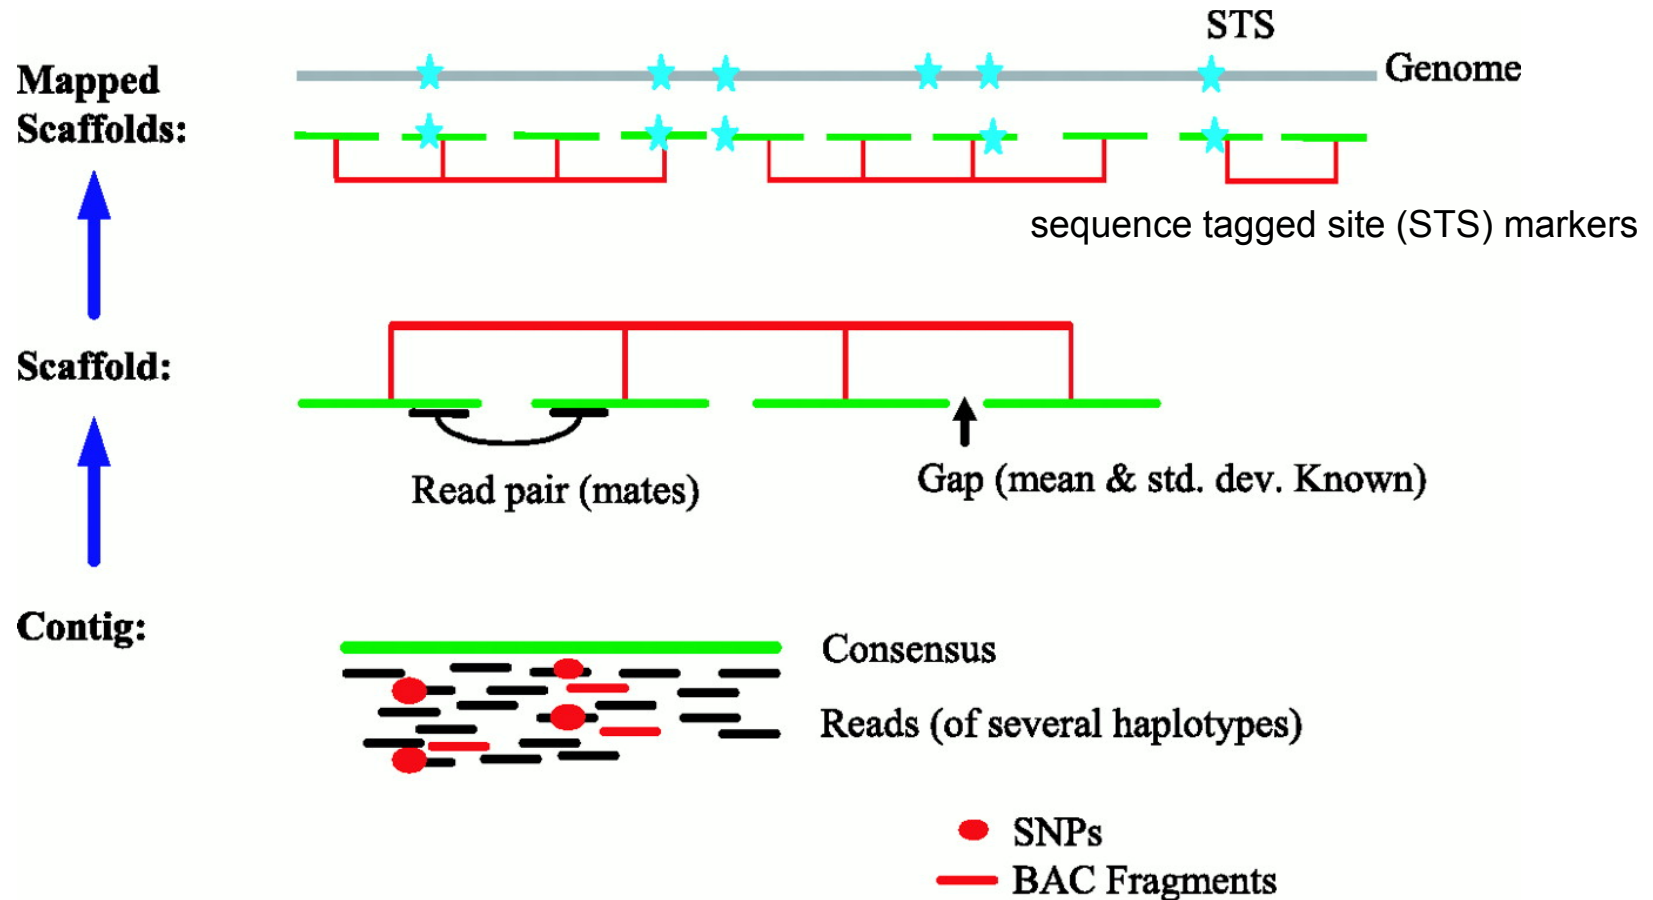 STS
Genome
Mapped
Scaffolds:
sequence tagged site (STS) markers
Scaffold:
Read pair (mates)
Gap (mean & std. dev. Known)
Contig:
Consensus
Reads (of several haplotypes)
SNPs
BAC Fragments